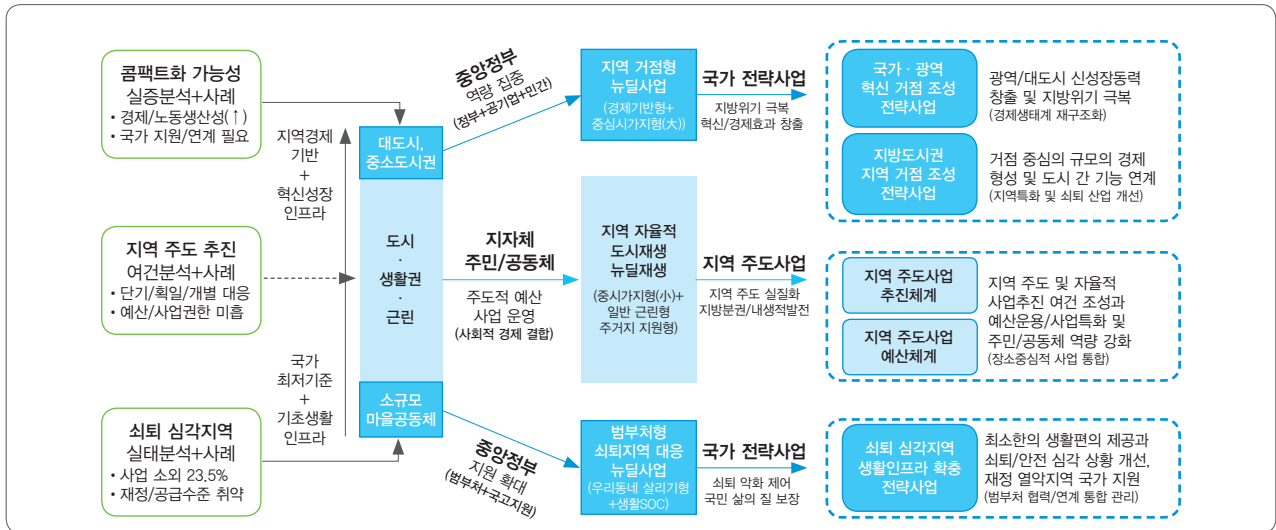 콤팩트화 가능성
실증분석+사례
• 경제/노동생산성(↑)
• 국가 지원/연계 필요
지역 주도 추진
여건분석+사례
• 단기/획일/개별 대응
• 예산/사업권한 미흡
쇠퇴 심각지역
실태분석+사례
• 사업 소외 23.5%
• 재정/공급수준 취약
지역경제
기반
+
혁신성장
인프라
국가
최저기준
+
기초생활
인프라
대도시,
중소도시권
도시
·
생활권
·
근린
소규모
마을공동체
중앙정부
역량 집중
(정부+공기업+민간)
지자체
주민/공동체
주도적 예산
사업 운영
(사회적 경제 결합)
중앙정부
지원 확대
(범부처+국고지원)
지역 거점형
뉴딜사업
(경제기반형+
중심시가지형(大))
지역 자율적
도시재생
뉴딜재생
(중시가지형(小)+
일반 근린형
주거지 지원형)
범부처형
쇠퇴지역 대응
뉴딜사업
(우리동네 살리기형
+생활SOC)
국가 전략사업
지방위기 극복
혁신/경제효과 창출
지역 주도사업
지역 주도 실질화
지방분권/내생적발전
국가 전략사업
쇠퇴 악화 제어
국민 삶의 질 보장
국가 · 광역
혁신 거점 조성
전략사업
광역/대도시 신성장동력
창출 및 지방위기 극복
(경제생태계 재구조화)
지방도시권
지역 거점 조성
전략사업
거점 중심의 규모의 경제
형성 및 도시 간 기능 연계
(지역특화 및 쇠퇴 산업 개선)
지역 주도사업
추진체계
지역 주도사업
예산체계
지역 주도 및 자율적
사업추진 여건 조성과
예산운용/사업특화 및
주민/공동체 역량 강화
(장소중심적 사업 통합)
쇠퇴 심각지역
생활인프라 확충
전략사업
최소한의 생활편의 제공과
쇠퇴/안전 심각 상황 개선,
재정 열악지역 국가 지원
(범부처 협력/연계 통합 관리)